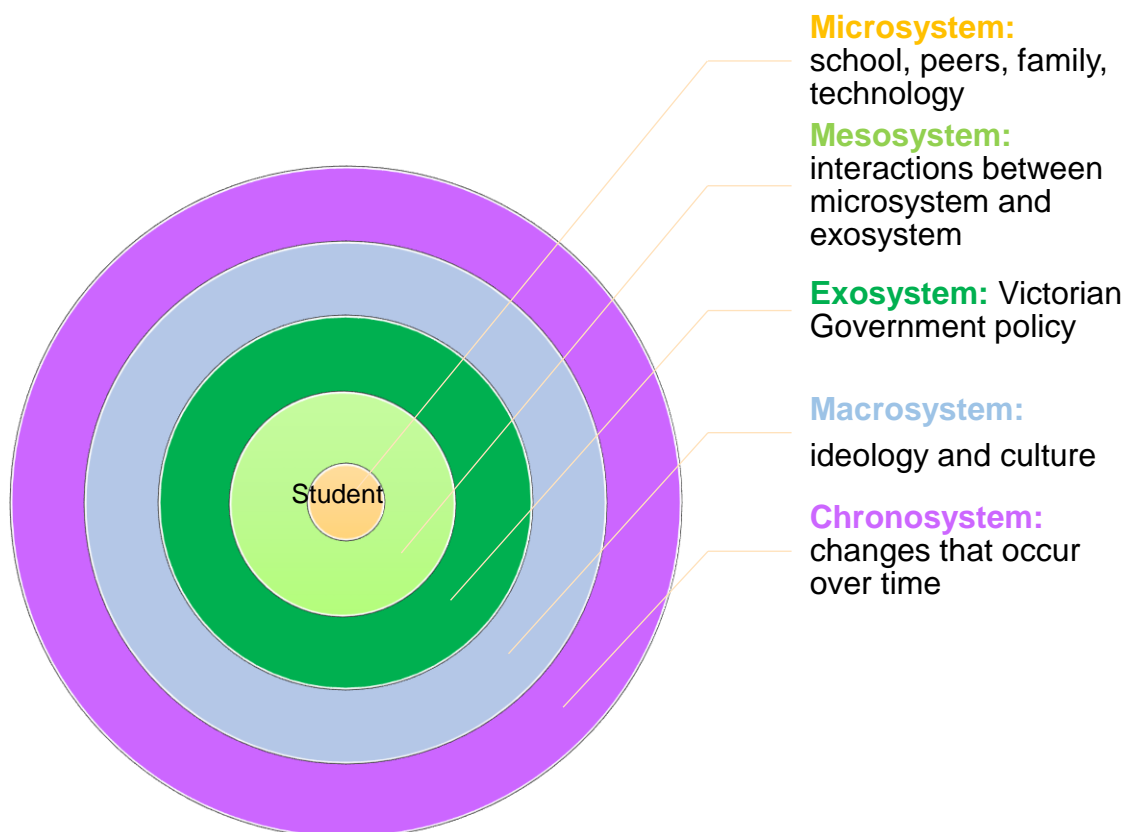 Microsystem:
school, peers, family,
technology
Mesosystem:
interactions between
microsystem and
exosystem
Exosystem: Victorian
Government policy
Macrosystem:
ideology and culture
Chronosystem:
changes that occur
over time
Student